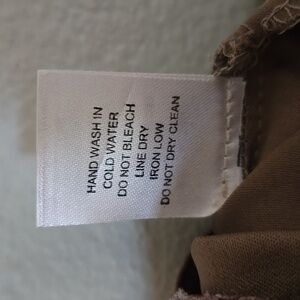 HAND WASH IN
COLD WATER
DO NOT BLEACH
LINE DRY
IRON LOW
DO NOT DRY CLEAN